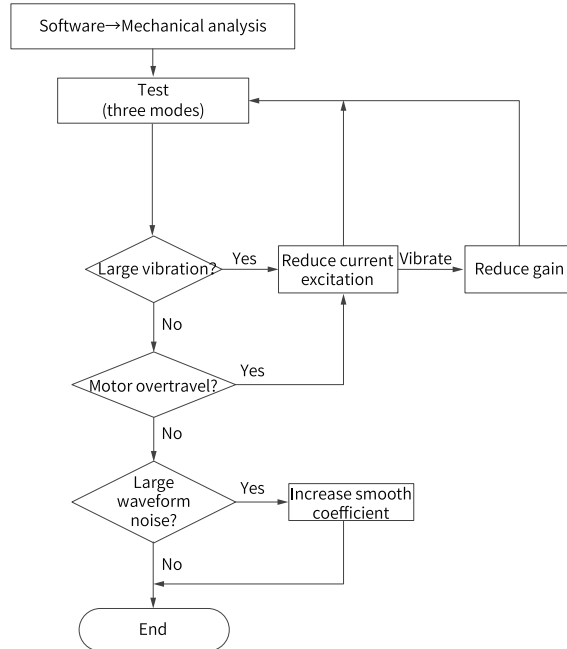 Software→Mechanical analysis
Test
(three modes)
Large vibration?
Yes
Reduce current
excitation
Vibrate
Reduce gain
No
Motor overtravel?
Yes
No
Large
waveform
noise?
Yes
Increase smooth
coefficient
No
End